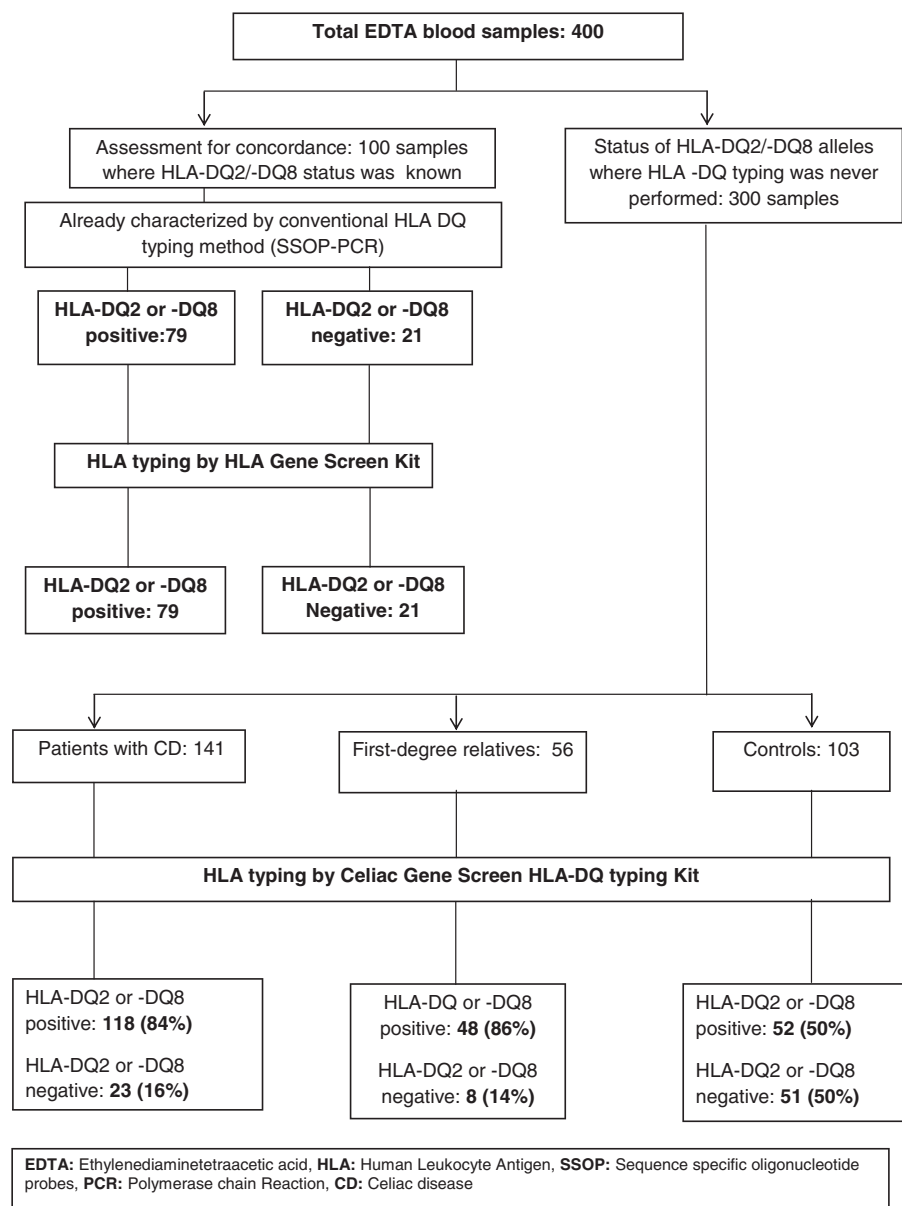 Total EDTA blood samples: 400
Assessment for concordance: 100 samples
where HLA-DQ2/-DQ8 status was known
Status of HLA-DQ2/-DQ8 alleles
where HLA -DQ typing was never
performed: 300 samples
Already characterized by conventional HLA DQ
typing method (SSOP-PCR)
HLA-DQ2 or -DQ8
positive:79
HLA-DQ2 or -DQ8
negative: 21
HLA typing by HLA Gene Screen Kit
HLA-DQ2 or -DQ8
positive: 79
HLA-DQ2 or -DQ8
Negative: 21
Patients with CD: 141
First-degree relatives: 56
Controls: 103
HLA typing by Celiac Gene Screen HLA-DQ typing Kit
HLA-DQ2 or -DQ8
positive: 118 (84%)
HLA-DQ2 or -DQ8
negative: 23 (16%)
HLA-DQ or -DQ8
positive: 48 (86%)
HLA-DQ2 or -DQ8
negative: 8 (14%)
HLA-DQ2 or -DQ8
positive: 52 (50%)
HLA-DQ2 or -DQ8
negative: 51 (50%)
EDTA: Ethylenediaminetetraacetic acid, HLA: Human Leukocyte Antigen, SSOP: Sequence specific oligonucleotide
probes, PCR: Polymerase chain Reaction, CD: Celiac disease